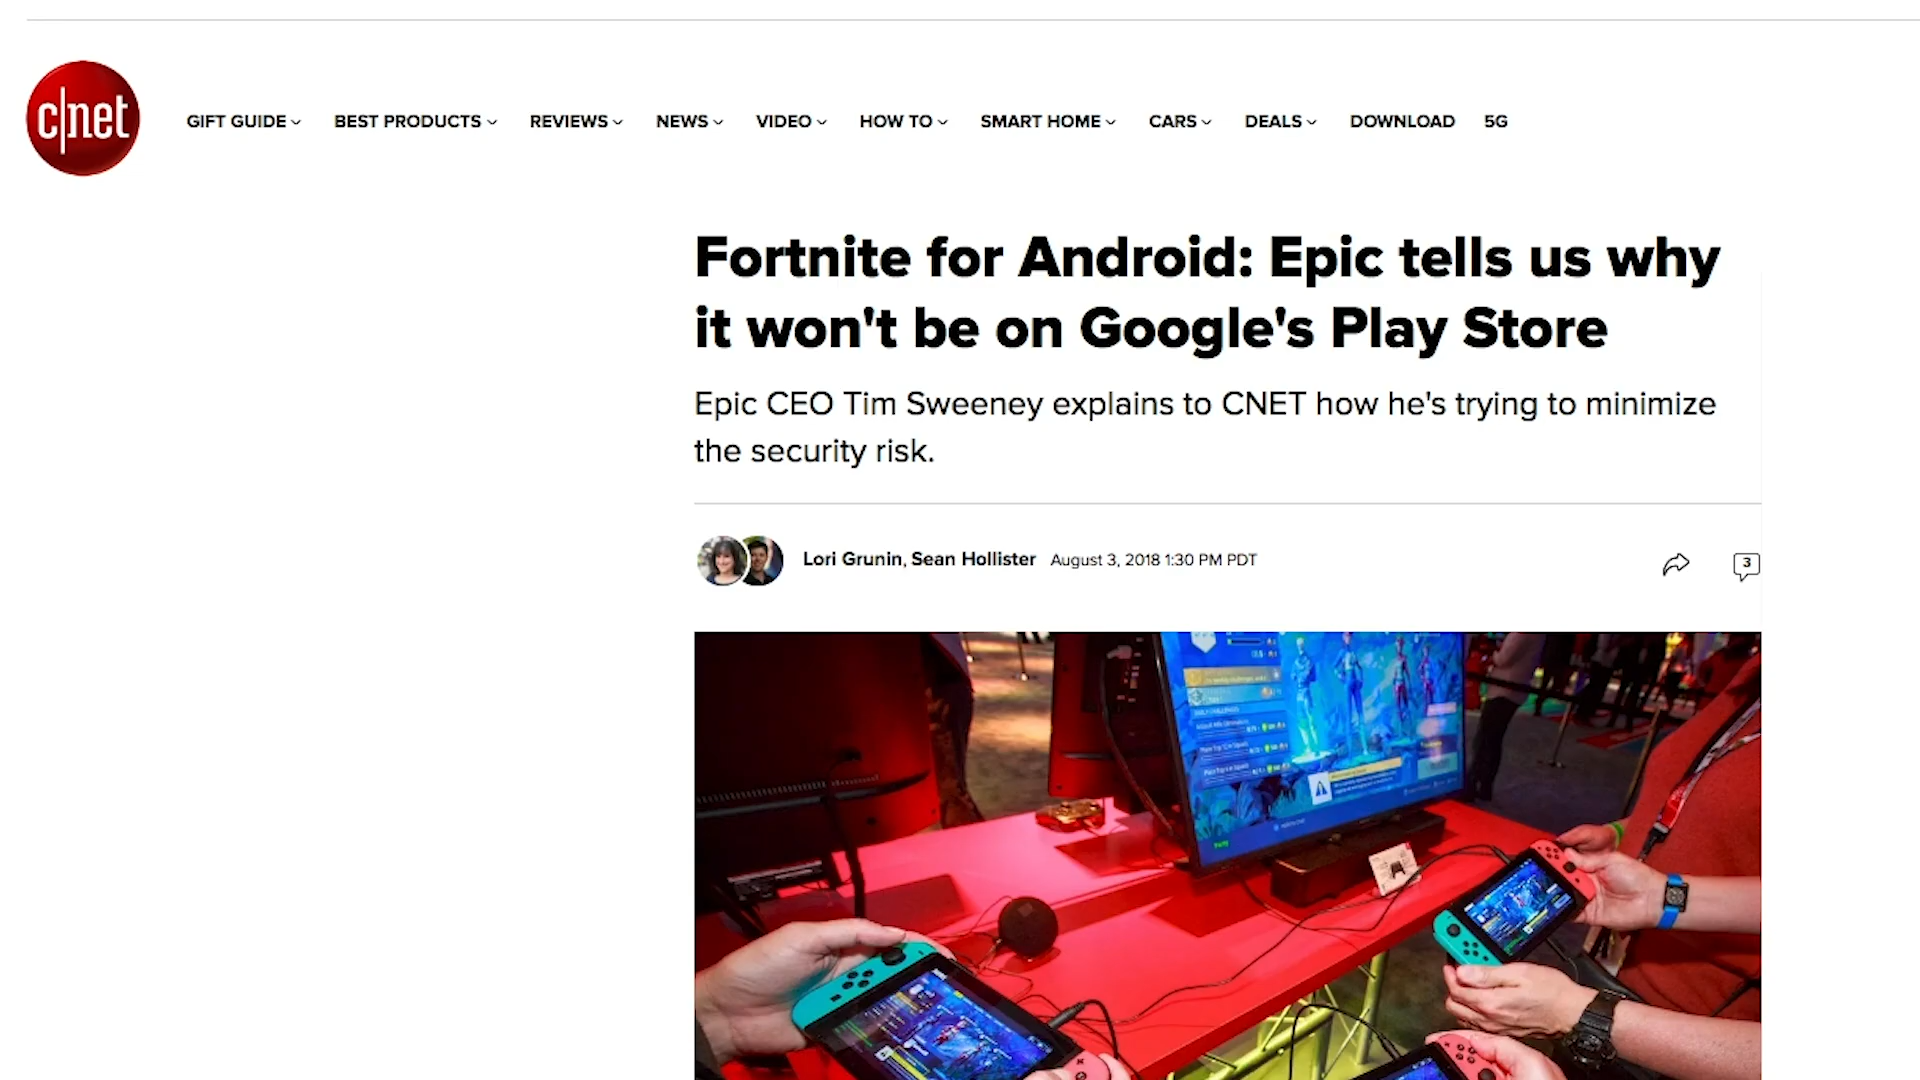 c|net
GIFT GUIDE BEST PRODUCTS REVIEWS NEWS VIDEO HOW TO SMART HOME CARS DEALS DOWNLOAD 5G
Fortnite for Android: Epic tells us why
it won't be on Google's Play Store
Epic CEO Tim Sweeney explains to CNET how he's trying to minimize
the security risk.
Lori Grunin, Sean Hollister August 3, 2018 1:30 PM PDT
3